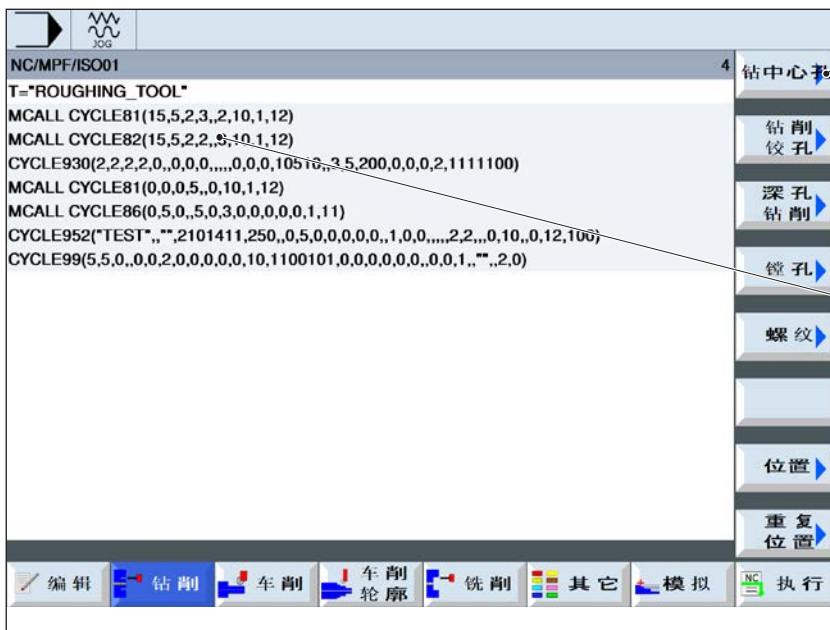 JOG
NC/MPF/ISO01 4
T="ROUGHING_TOOL"
MCALL CYCLE81(15,5,2,3,,2,10,1,12)
MCALL CYCLE82(15,5,2,2,,5,10,1,12)
CYCLE930(2,2,2,2,0,,0,0,0,,,,,0,0,0,10510,,3,5,200,0,0,0,2,1111100)
MCALL CYCLE81(0,0,0,5,,0,10,1,12)
MCALL CYCLE86(0,5,0,,5,0,3,0,0,0,0,0,1,11)
CYCLE952("TEST",,"",2101411,250,,0,5,0,0,0,0,0,,1,0,0,,,,,2,2,,,0,10,,0,12,100)
CYCLE99(5,5,0,,0,0,2,0,0,0,0,0,10,1100101,0,0,0,0,0,0,,0,0,1,,"",,2,0)
钻中心孔
钻削
铰孔
深孔
钻削
镗孔
螺纹
位置
重复
位置
编辑
钻削
车削
车削
轮廓
铣削
其它
模拟
NC
执行